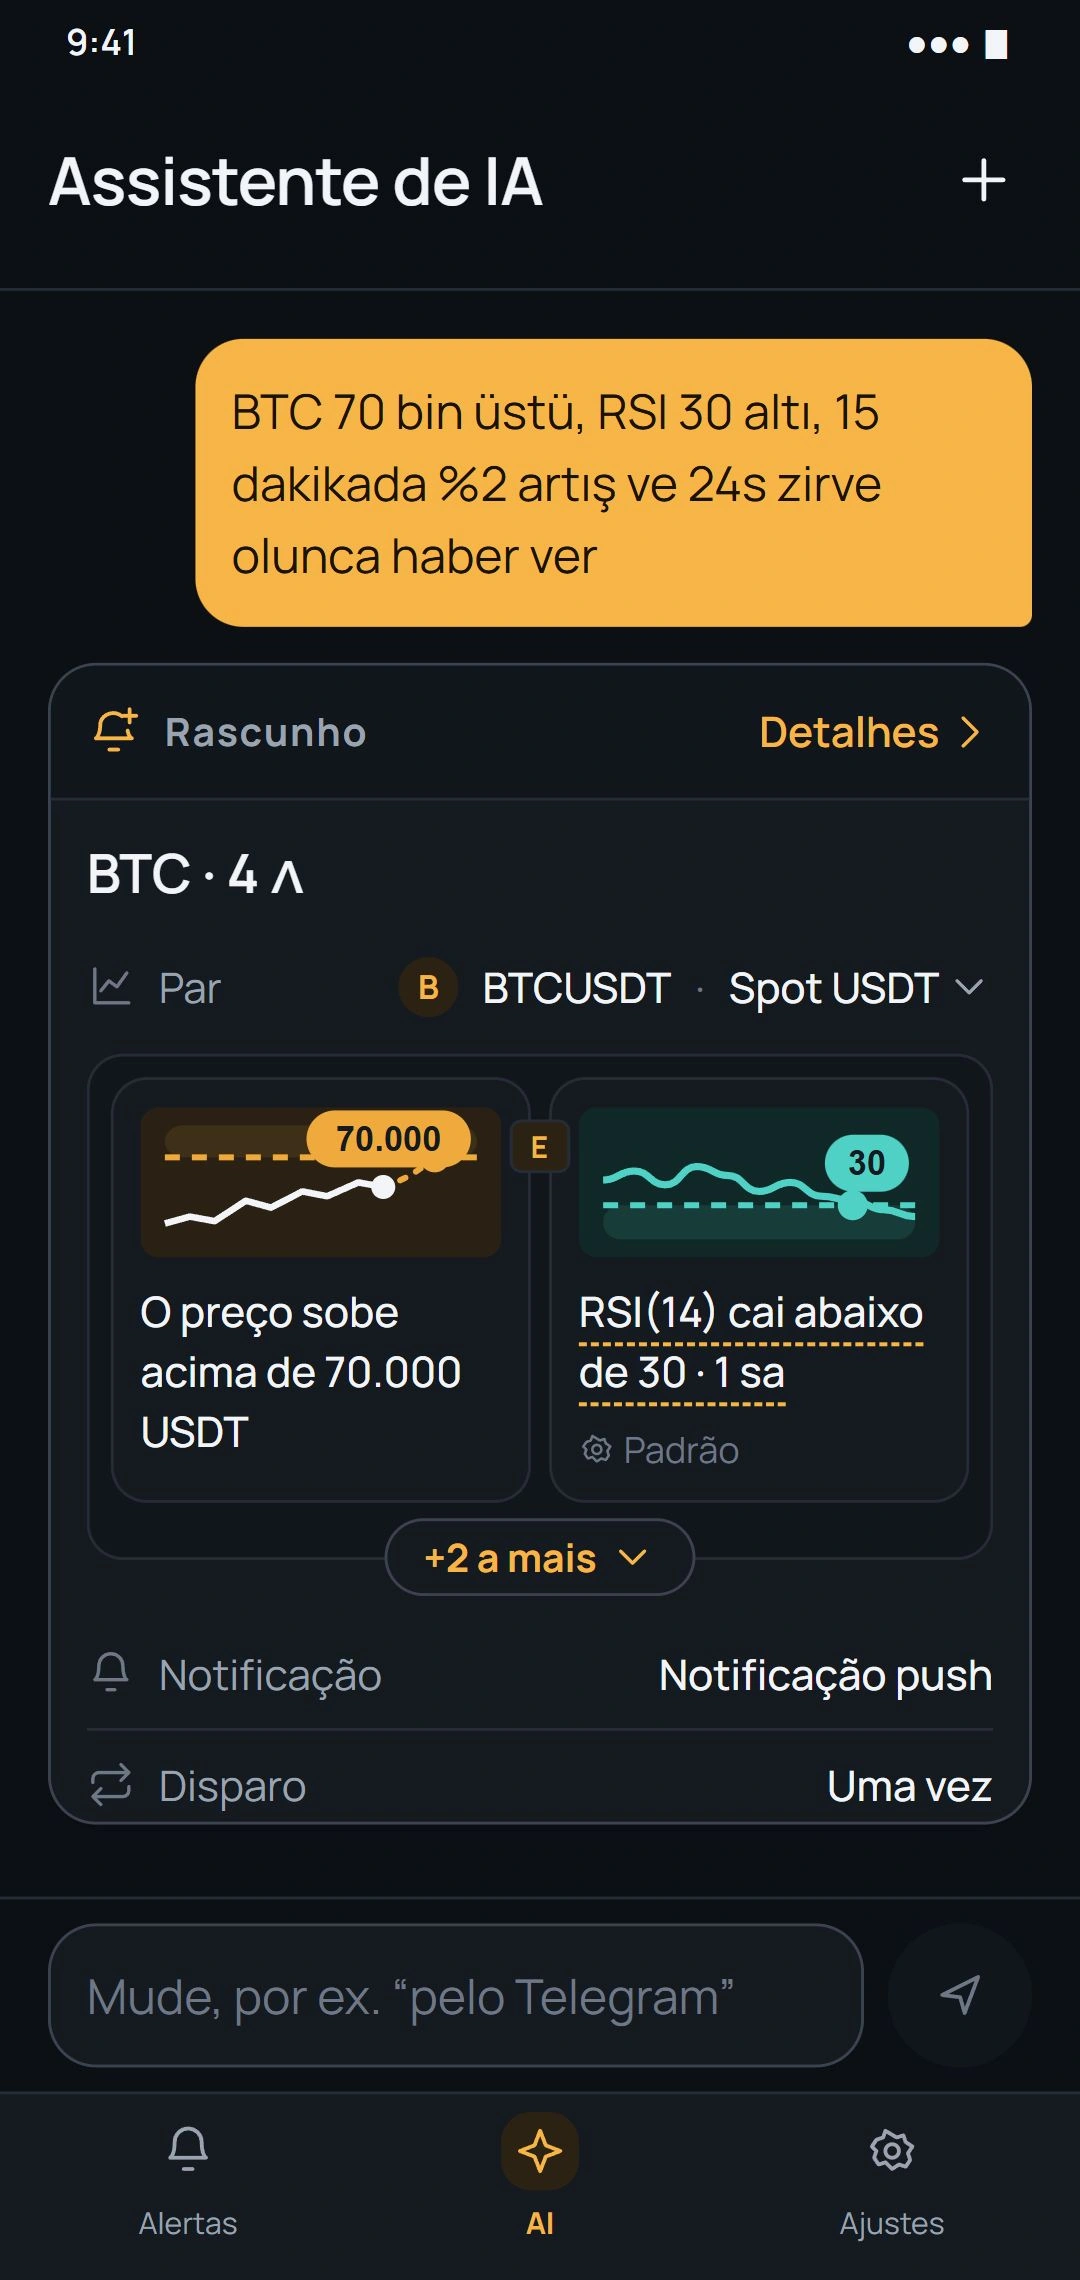 9:41
Assistente de IA
BTC 70 bin üstü, RSI 30 altı, 15
dakikada %2 artış ve 24s zirve
olunca haber ver
Rascunho
Detalhes
BTC · 4 ∧
Par
B
BTCUSDT · Spot USDT
70.000
E
30
O preço sobe
acima de 70.000
USDT
RSI(14) cai abaixo
de 30 · 1 sa
Padrão
+2 a mais
Notificação
Notificação push
Disparo
Uma vez
Mude, por ex. “pelo Telegram”
Alertas
AI
Ajustes